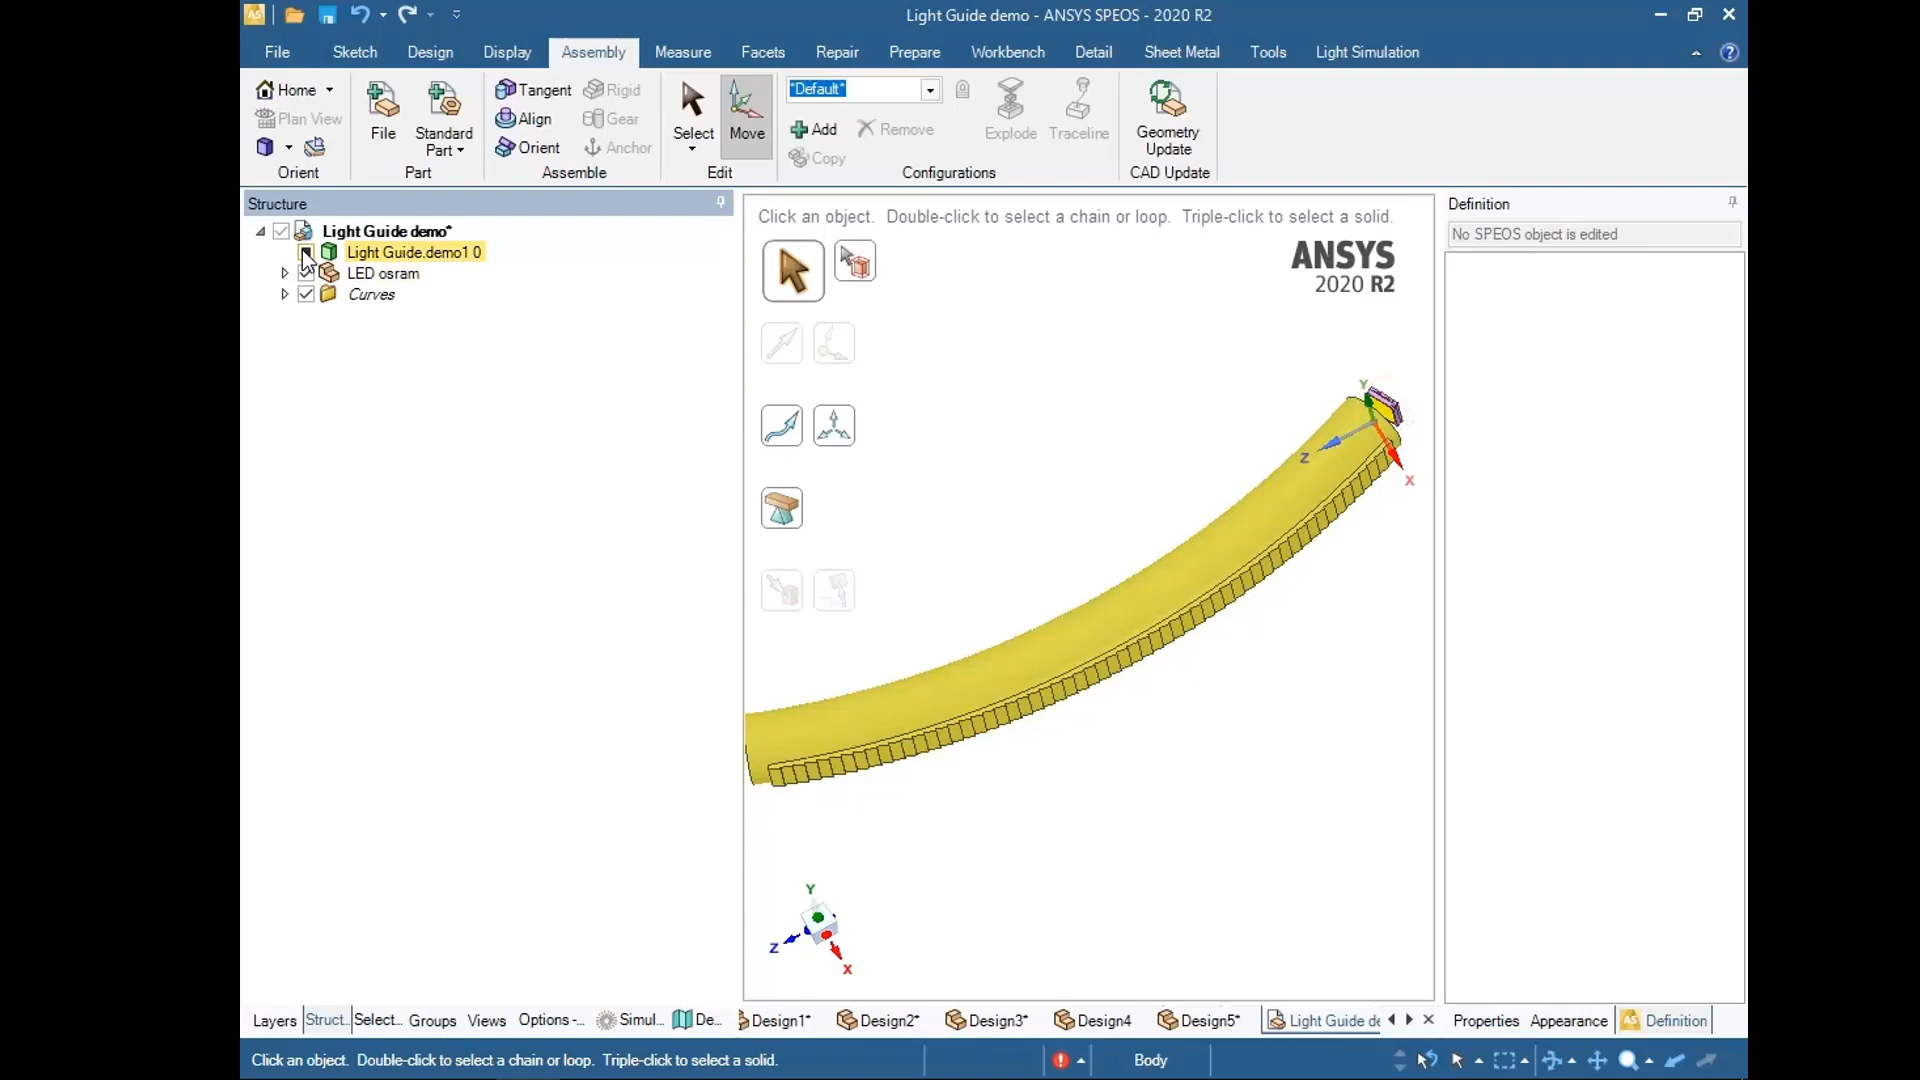 Light Guide demo - ANSYS SPEOS - 2020 R2
File Sketch Design Display Assembly Measure Facets Repair Prepare Workbench Detail Sheet Metal Tools Light Simulation
Home Tangent Rigid *Default*
Plan View File Standard Part Align Gear Select Move Add Remove Explode Traceline Geometry Update
Orient Anchor Copy
Orient Part Assemble Edit Configurations CAD Update
Structure
Light Guide demo*
Light Guide.demo1 0
LED osram
Curves
Click an object. Double-click to select a chain or loop. Triple-click to select a solid.
ANSYS
2020 R2
Y
Z
X
Y
Z
X
Definition
No SPEOS object is edited
Layers Struct... Select... Groups Views Options -... Simul... De... Design1* Design2* Design3* Design4 Design5* Light Guide de Properties Appearance Definition
Click an object. Double-click to select a chain or loop. Triple-click to select a solid. Body